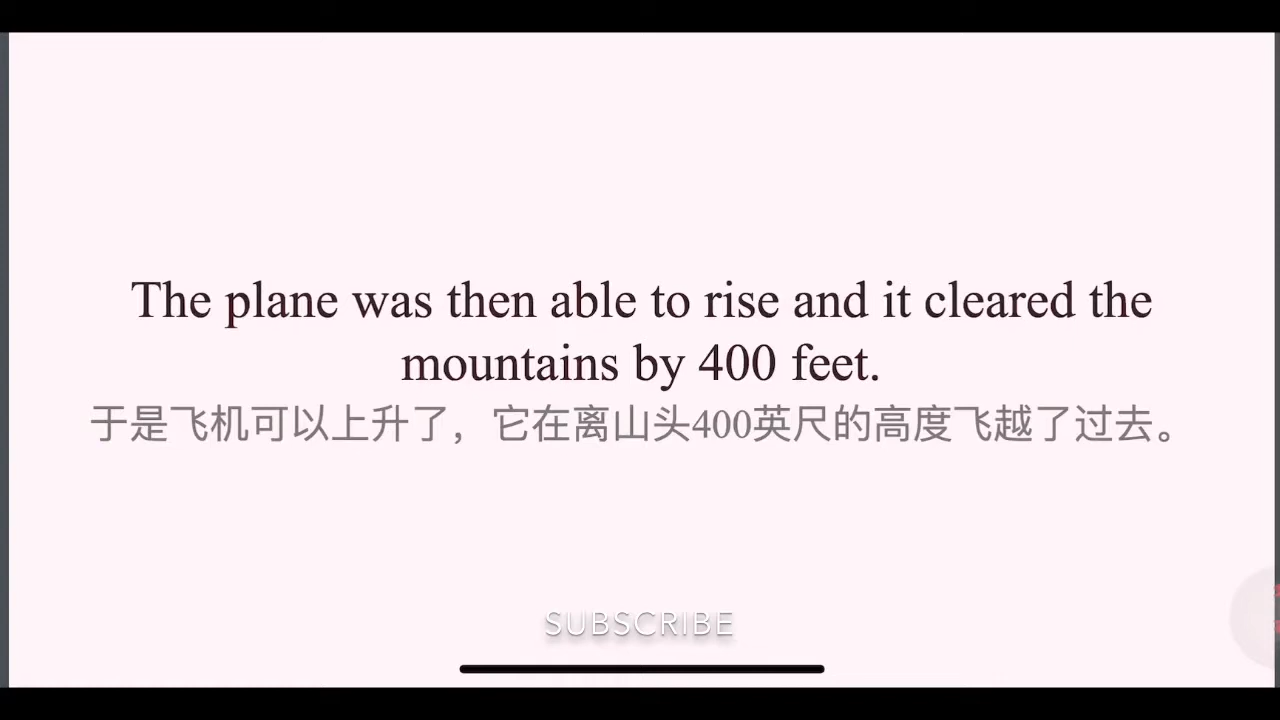 The plane was then able to rise and it cleared the
mountains by 400 feet.
于是飞机可以上升了，它在离山头400英尺的高度飞越了过去。
SUBSCRIBE